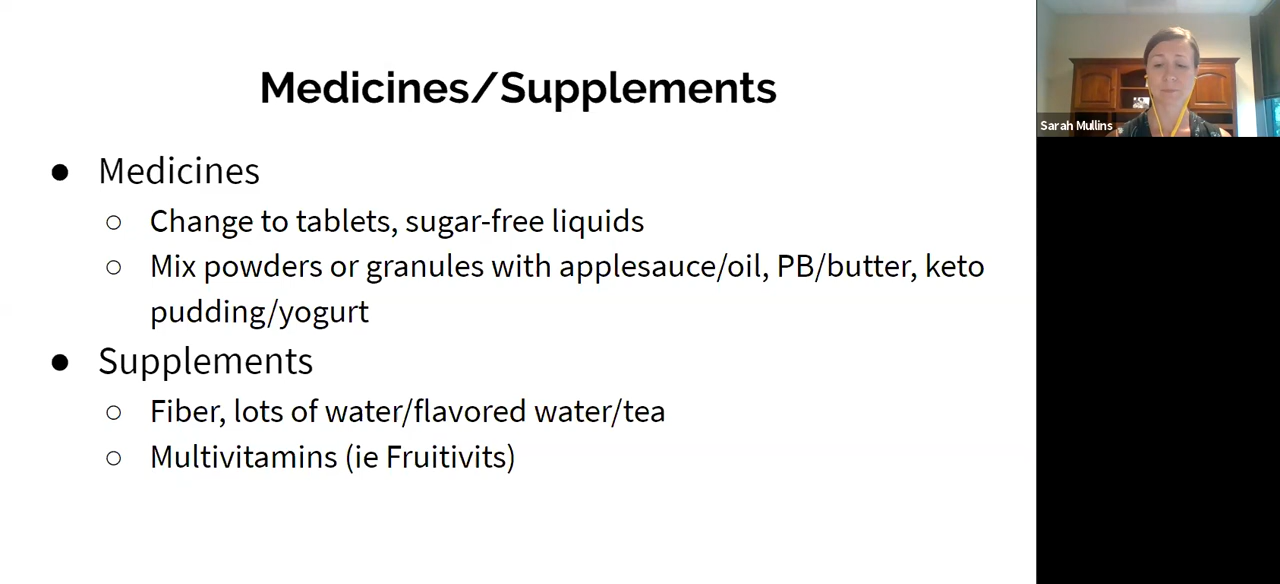 Medicines/Supplements
● Medicines
○ Change to tablets, sugar-free liquids
○ Mix powders or granules with applesauce/oil, PB/butter, keto
pudding/yogurt
● Supplements
○ Fiber, lots of water/flavored water/tea
○ Multivitamins (ie Fruitivits)
Sarah Mullins